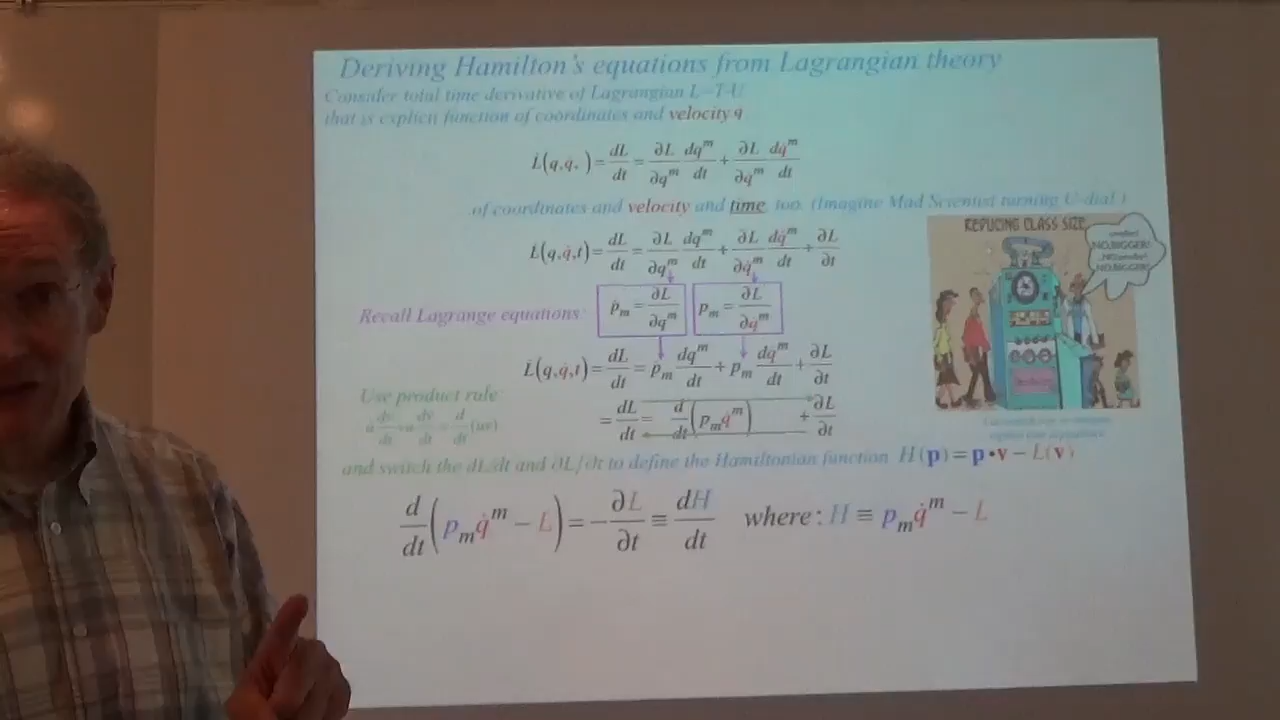 Deriving Hamilton's equations from Lagrangian theory
Consider total time derivative of Lagrangian L=T-U
that is explicit function of coordinates and velocity q̇
L̇(q,q̇, ) = dL/dt = ∂L/∂q^m dq^m/dt + ∂L/∂q̇^m dq̇^m/dt
..of coordinates and velocity and time too. (Imagine Mad Scientist turning U-dial.)
REDUCING CLASS SIZE
NO,BIGGER!
NO,BIGGER!
L̇(q,q̇,t) = dL/dt = ∂L/∂q^m dq^m/dt + ∂L/∂q̇^m dq̇^m/dt + ∂L/∂t
Recall Lagrange equations: ṗ_m = ∂L/∂q^m p_m = ∂L/∂q̇^m
L̇(q,q̇,t) = dL/dt = ṗ_m dq^m/dt + p_m dq̇^m/dt + ∂L/∂t
Use product rule
= dL/dt = d/dt (p_m q̇^m) + ∂L/∂t
and switch the dL/dt and ∂L/∂t to define the Hamiltonian function H(p) = p•v − L(v)
d/dt (p_m q̇^m − L) = − ∂L/∂t ≡ dH/dt where: H ≡ p_m q̇^m − L